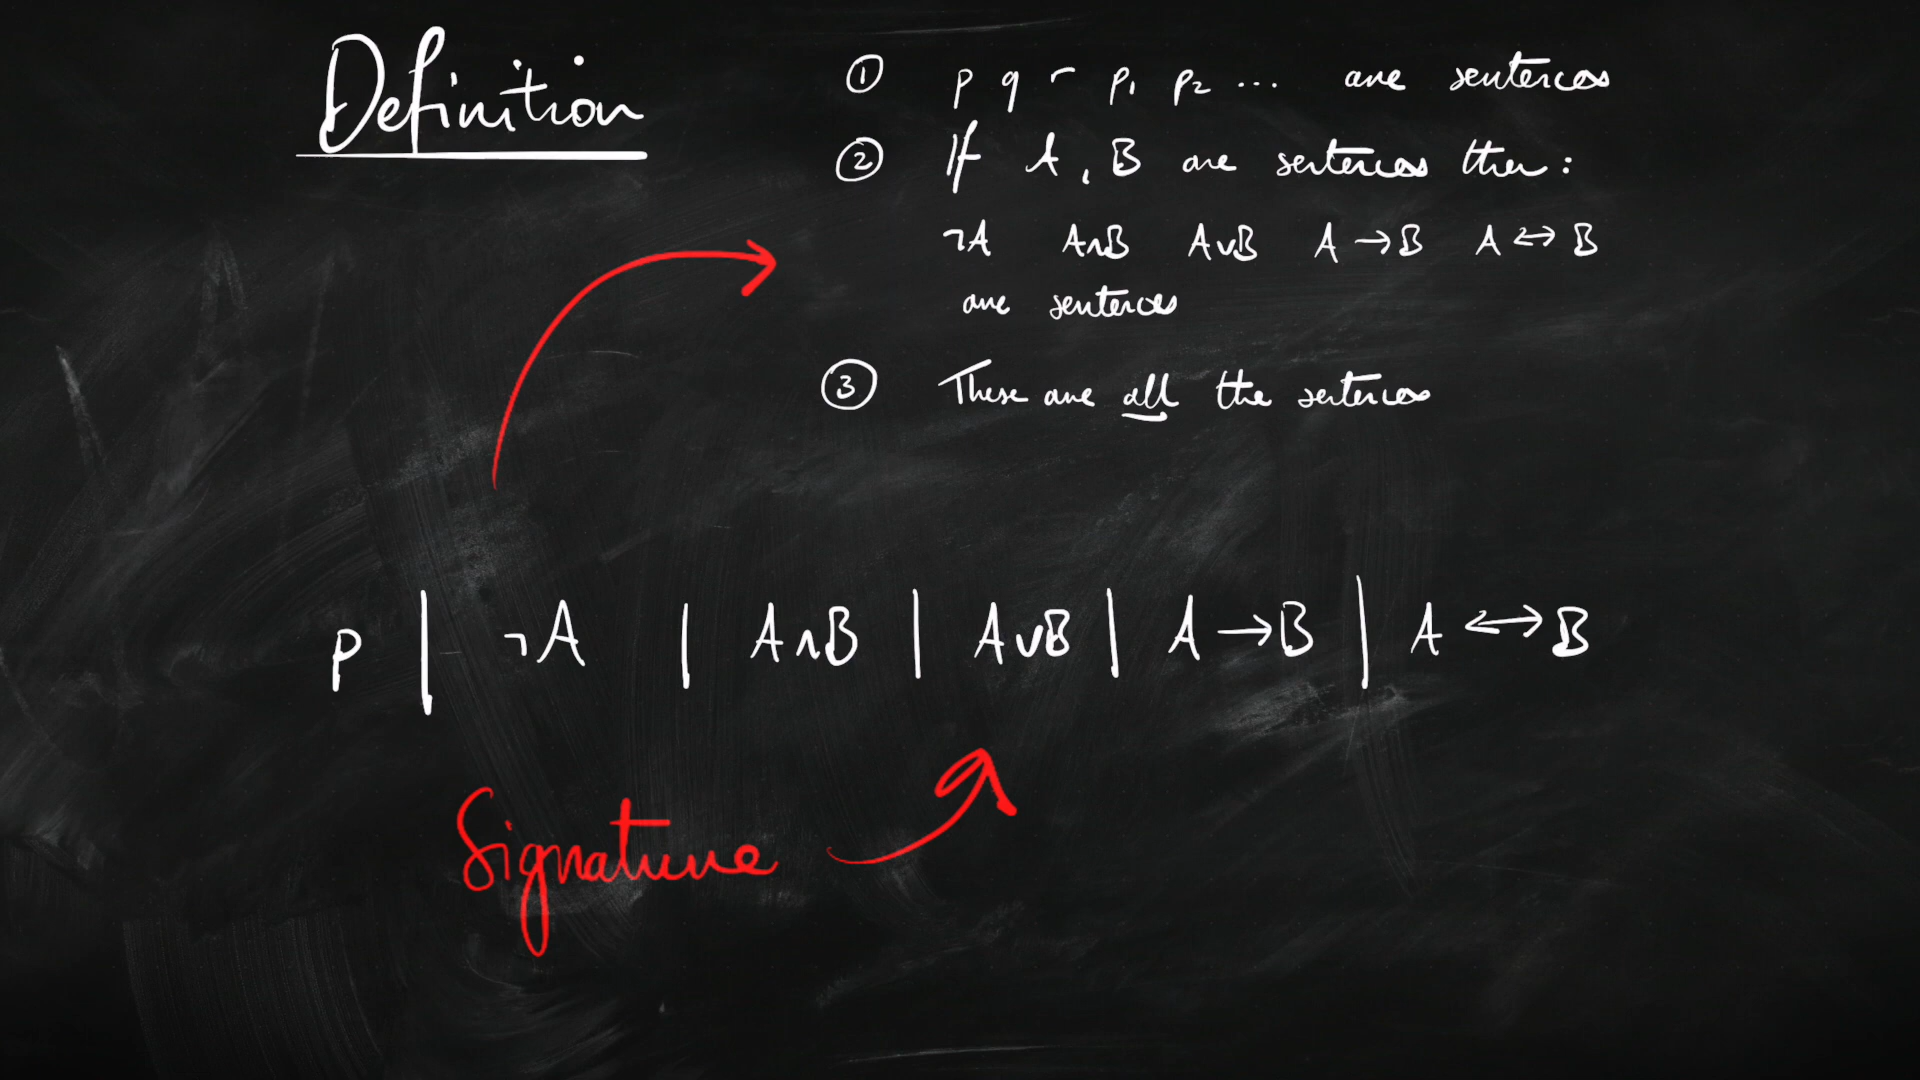 Definition
① p q r p₁ p₂ ... are sentences
② If A, B are sentences then:
¬A A∧B A∨B A → B A ↔ B
are sentences
③ These are all the sentences
p | ¬A | A∧B | A∨B | A → B | A ↔ B
Signature